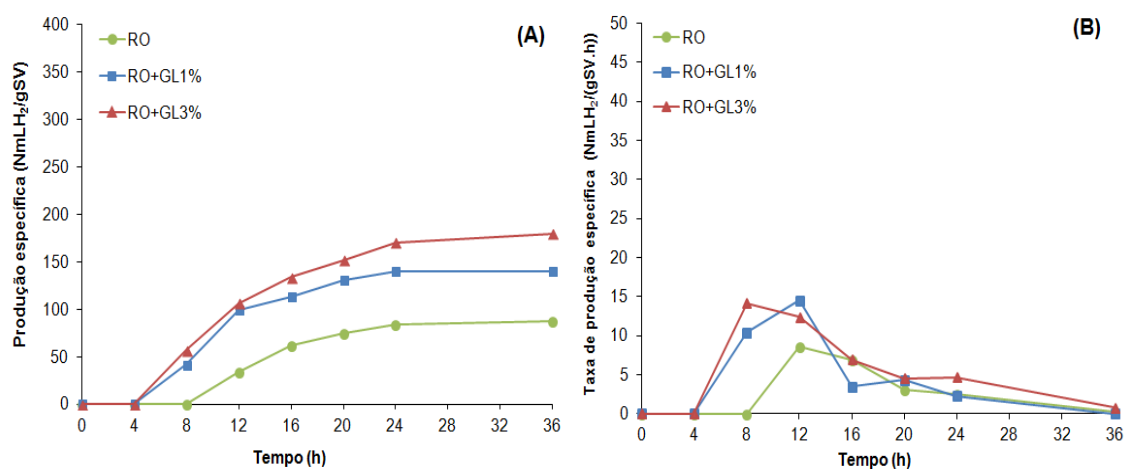 (A)
RO
RO+GL1%
RO+GL3%
Produção específica (NmLH₂/gSV)
400
350
300
250
200
150
100
50
0
0 4 8 12 16 20 24 28 32 36
Tempo (h)
(B)
RO
RO+GL1%
RO+GL3%
Taxa de produção específica (NmLH₂/(gSV.h))
50
45
40
35
30
25
20
15
10
5
0
0 4 8 12 16 20 24 28 32 36
Tempo (h)